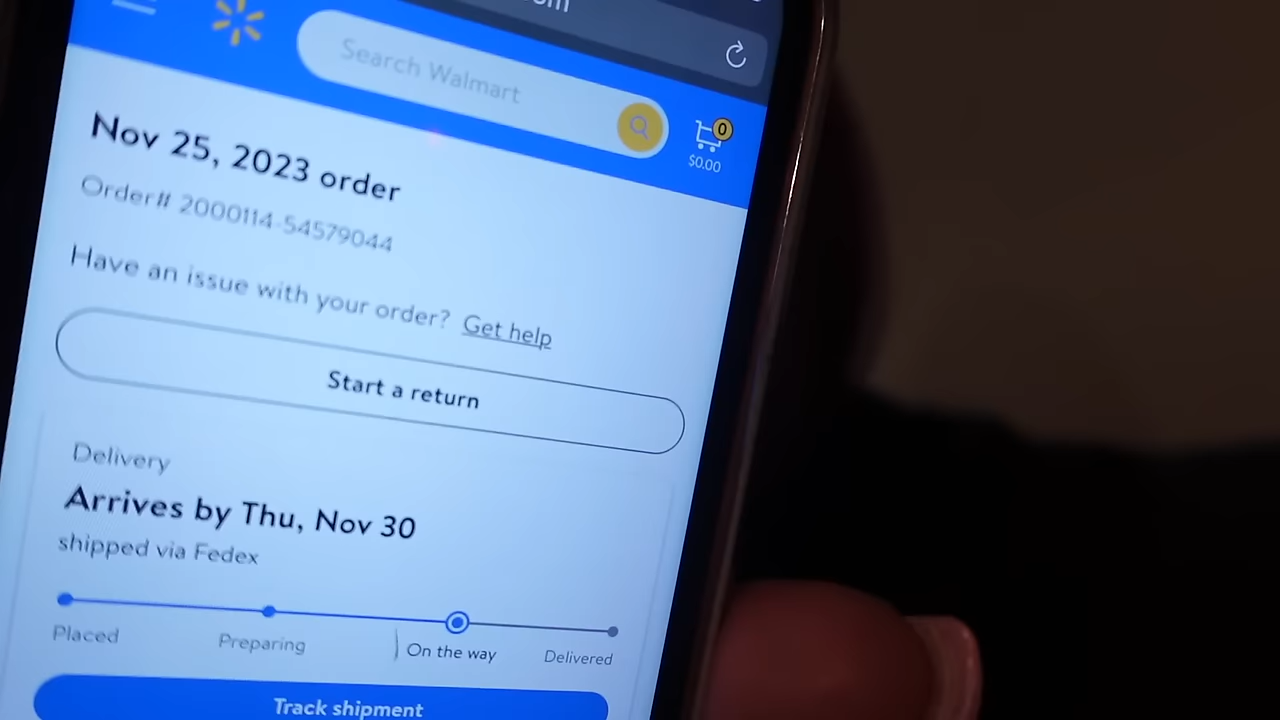 Search Walmart
0
$0.00
Nov 25, 2023 order
Order# 2000114-54579044
Have an issue with your order? Get help
Start a return
Delivery
Arrives by Thu, Nov 30
shipped via Fedex
Placed Preparing On the way Delivered
Track shipment